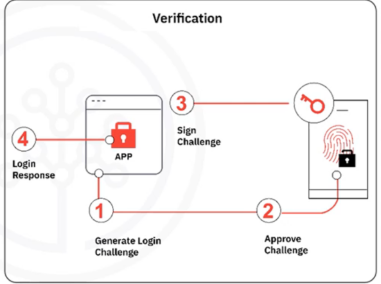 Verification
3
Sign
Challenge
4
APP
Login
Response
1
2
Generate Login
Challenge
Approve
Challenge